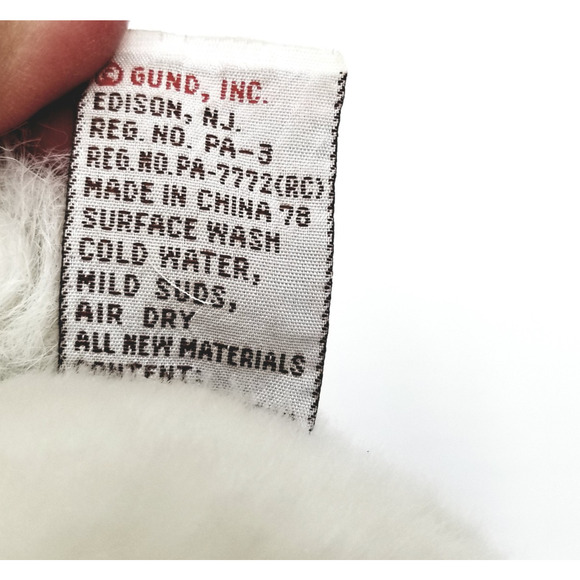 © GUND, INC.
EDISON, N.J.
REG. NO. PA-3
REG.NO.PA-7772(RC)
MADE IN CHINA 78
SURFACE WASH
COLD WATER,
MILD SUDS,
AIR DRY
ALL NEW MATERIALS
CONTENT: